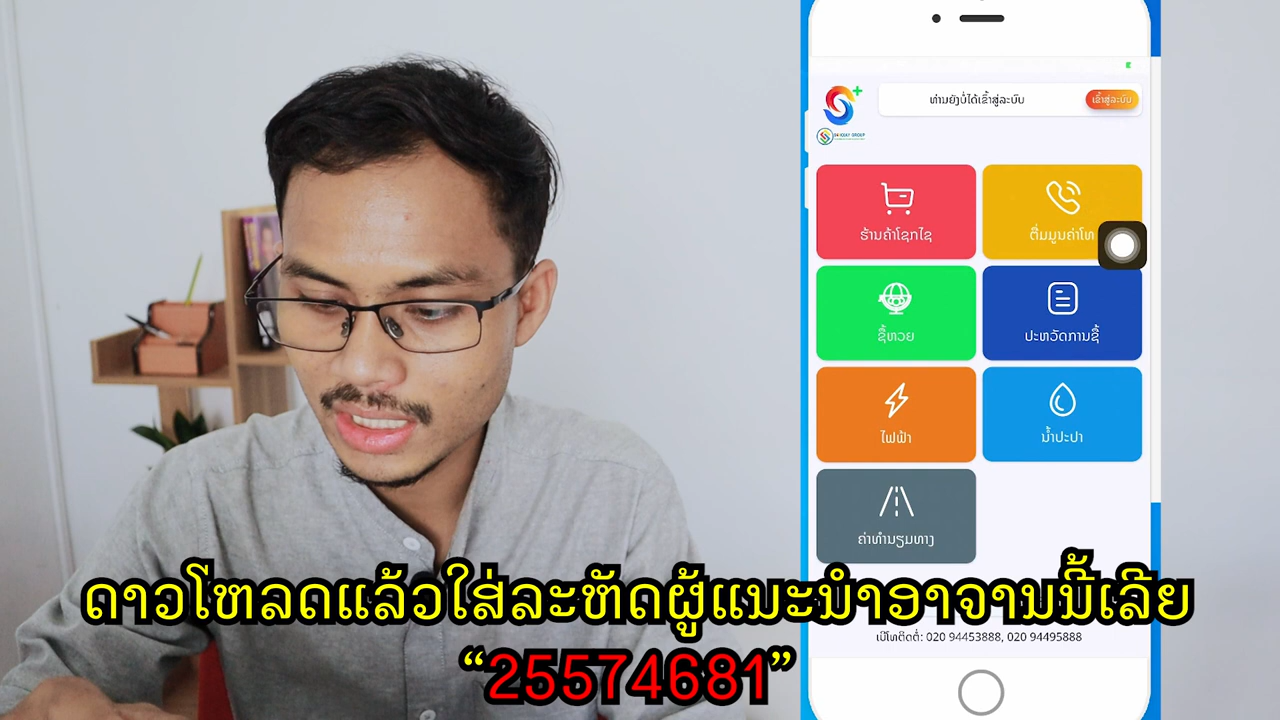 ທ່ານຍັງບໍ່ໄດ້ເຂົ້າສູ່ລະບົບ
ເຂົ້າສູ່ລະບົບ
ຮ້ານຄ້າໂຊກໄຊ
ຕື່ມມູນຄ່າໂທ
ຊື້ຫວຍ
ປະຫວັດການຊື້
ໄຟຟ້າ
ນ້ຳປະປາ
ຄ່າທຳນຽມທາງ
ດາວໂຫລດແລ້ວໃສ່ລະຫັດຜູ້ແນະນຳອາຈານນີ້ເລີຍ
ເບີໂທຕິດຕໍ່: 020 94453888, 020 94495888
“25574681”